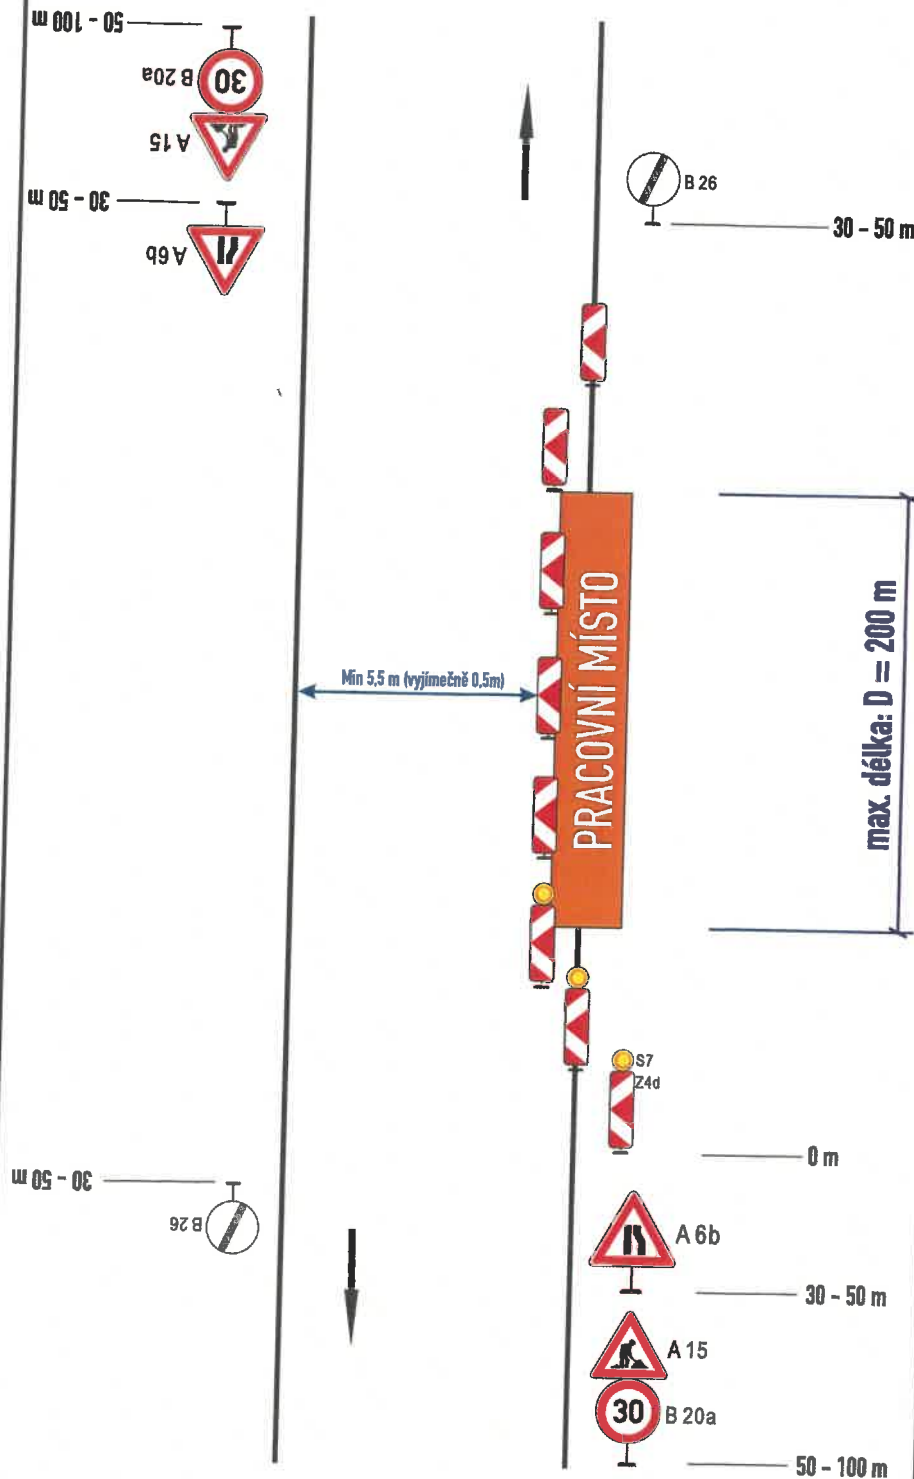 50 - 100 m
B 20a
30
A 15
30 - 50 m
A 6b
B 26
30 - 50 m
Min 5,5 m (vyjímečně 0,5m)
PRACOVNÍ MÍSTO
max. délka: D = 200 m
S7
Z4d
0 m
30 - 50 m
B 26
A 6b
30 - 50 m
A 15
30
B 20a
50 - 100 m